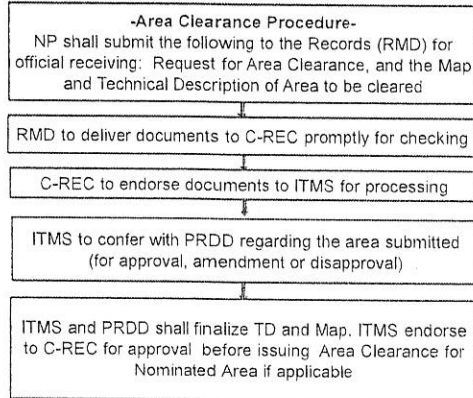 -Area Clearance Procedure-
NP shall submit the following to the Records (RMD) for
official receiving: Request for Area Clearance, and the Map
and Technical Description of Area to be cleared
RMD to deliver documents to C-REC promptly for checking
C-REC to endorse documents to ITMS for processing
ITMS to confer with PRDD regarding the area submitted
(for approval, amendment or disapproval)
ITMS and PRDD shall finalize TD and Map. ITMS endorse
to C-REC for approval before issuing Area Clearance for
Nominated Area if applicable